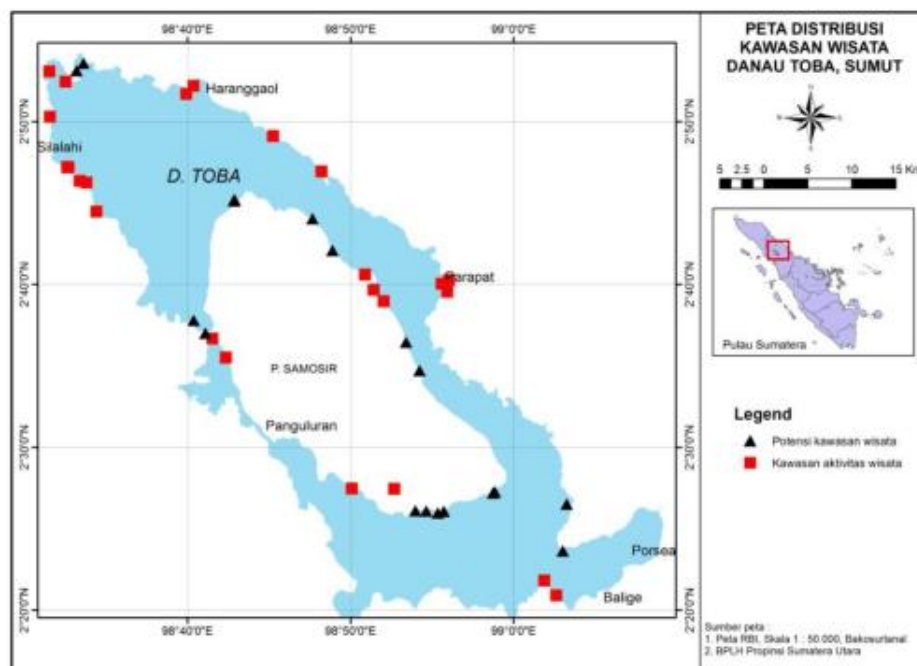 PETA DISTRIBUSI
KAWASAN WISATA
DANAU TOBA, SUMUT
N
W E
S
5 2.5 0 5 10 15 Km
Pulau Sumatera
Legend
Potensi kawasan wisata
Kawasan aktivitas wisata
Sumber peta :
1. Peta RBI, Skala 1 : 50.000, Bakosurtanal
2. BPLH Propinsi Sumatera Utara
98°40'0"E 98°50'0"E 99°0'0"E
2°50'0"N 2°50'0"N
2°40'0"N 2°40'0"N
2°30'0"N 2°30'0"N
2°20'0"N 2°20'0"N
98°40'0"E 98°50'0"E 99°0'0"E
Haranggaol
Silalahi
D. TOBA
Parapat
P. SAMOSIR
Panguluran
Porsea
Balige